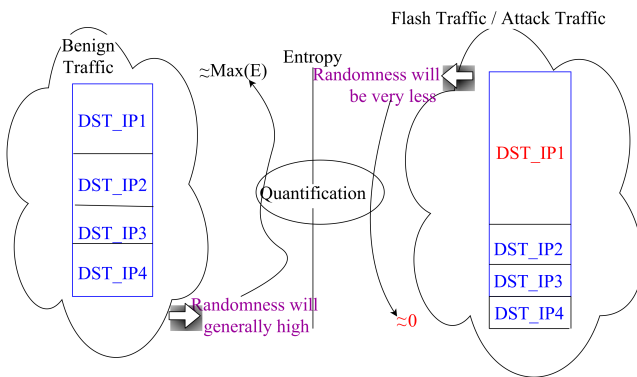 Flash Traffic / Attack Traffic
Benign
Traffic
Entropy
≈Max(E)
Randomness will
be very less
DST_IP1
DST_IP2
DST_IP3
DST_IP4
Quantification
DST_IP1
DST_IP2
DST_IP3
DST_IP4
Randomness will
generally high
≈0